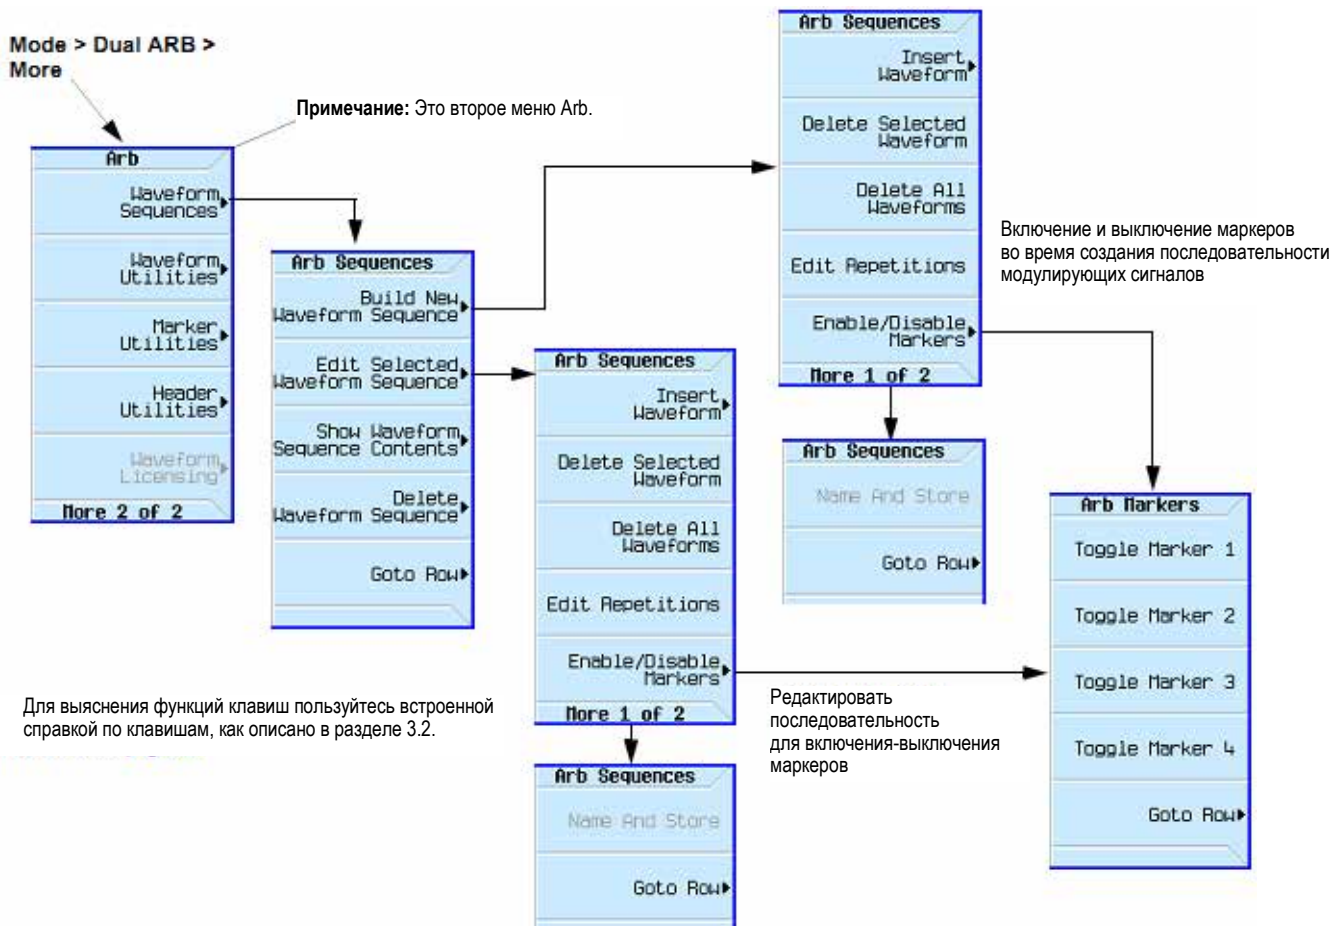 Mode > Dual ARB >
More
Примечание: Это второе меню Arb.
Arb
Waveform
Sequences
Waveform
Utilities
Marker
Utilities
Header
Utilities
Waveform
Licensing
More 2 of 2
Arb Sequences
Build New
Waveform Sequence
Edit Selected
Waveform Sequence
Show Waveform
Sequence Contents
Delete
Waveform Sequence
Goto Row
Arb Sequences
Insert
Waveform
Delete Selected
Waveform
Delete All
Waveforms
Edit Repetitions
Enable/Disable
Markers
More 1 of 2
Arb Sequences
Name And Store
Goto Row
Arb Sequences
Insert
Waveform
Delete Selected
Waveform
Delete All
Waveforms
Edit Repetitions
Enable/Disable
Markers
More 1 of 2
Arb Sequences
Name And Store
Goto Row
Включение и выключение маркеров
во время создания последовательности
модулирующих сигналов
Arb Markers
Toggle Marker 1
Toggle Marker 2
Toggle Marker 3
Toggle Marker 4
Goto Row
Редактировать
последовательность
для включения-выключения
маркеров
Для выяснения функций клавиш пользуйтесь встроенной
справкой по клавишам, как описано в разделе 3.2.